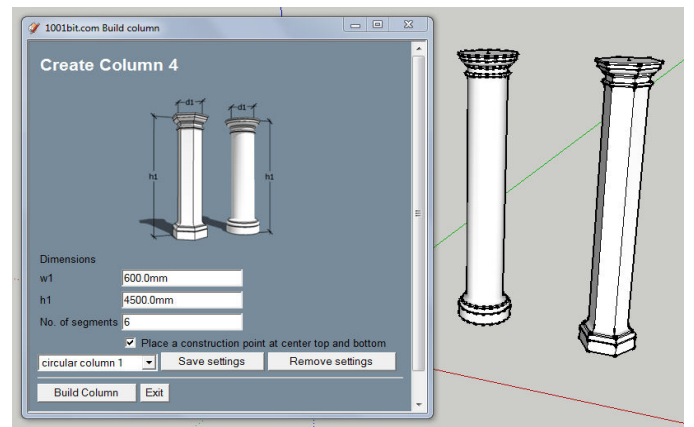 1001bit.com Build column
Create Column 4
d1
d1
h1
h1
Dimensions
w1 600.0mm
h1 4500.0mm
No. of segments 6
Place a construction point at center top and bottom
circular column 1 Save settings Remove settings
Build Column Exit